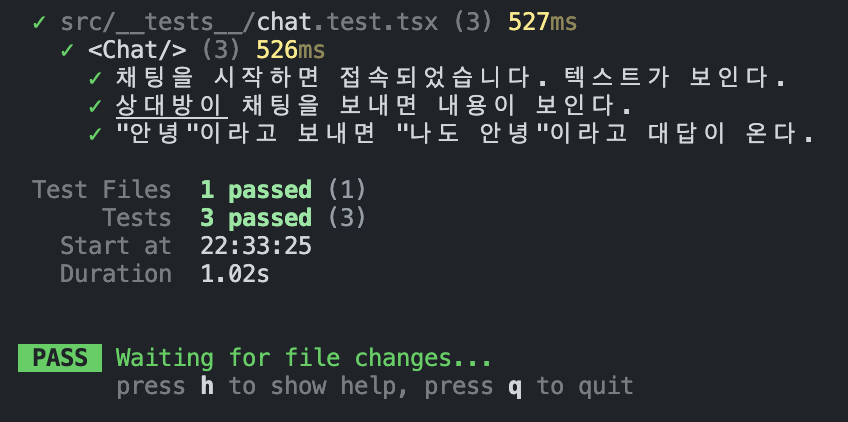 ✓ src/__tests__/chat.test.tsx (3) 527ms
✓ <Chat/> (3) 526ms
✓ 채팅을 시작하면 접속되었습니다. 텍스트가 보인다.
✓ 상대방이 채팅을 보내면 내용이 보인다.
✓ "안녕"이라고 보내면 "나도 안녕"이라고 대답이 온다.
Test Files 1 passed (1)
Tests 3 passed (3)
Start at 22:33:25
Duration 1.02s
PASS Waiting for file changes...
press h to show help, press q to quit